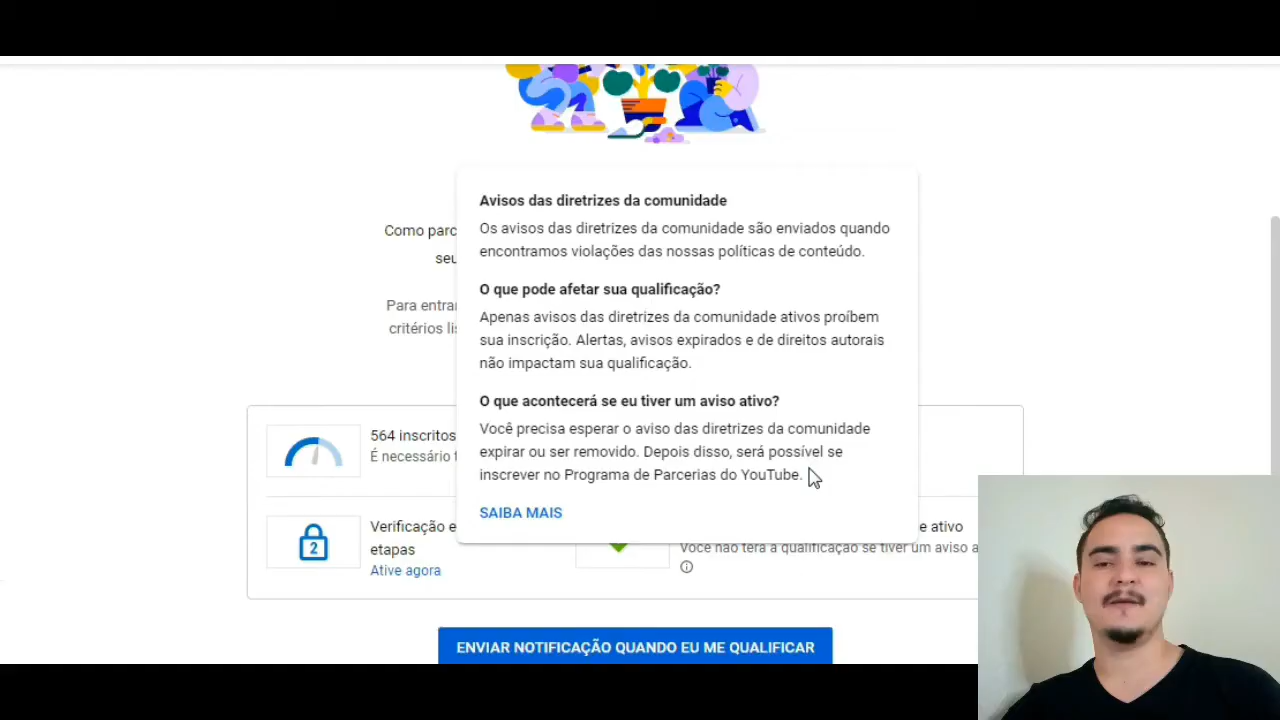 Avisos das diretrizes da comunidade
Os avisos das diretrizes da comunidade são enviados quando
encontramos violações das nossas políticas de conteúdo.
O que pode afetar sua qualificação?
Apenas avisos das diretrizes da comunidade ativos proíbem
sua inscrição. Alertas, avisos expirados e de direitos autorais
não impactam sua qualificação.
O que acontecerá se eu tiver um aviso ativo?
Você precisa esperar o aviso das diretrizes da comunidade
expirar ou ser removido. Depois disso, será possível se
inscrever no Programa de Parcerias do YouTube.
SAIBA MAIS
Como
seu
Para
critérios
564 inscritos
É necessário
Verificação e
etapas
Ative agora
2
e ativo
Você não terá a qualificação se tiver um aviso a
ENVIAR NOTIFICAÇÃO QUANDO EU ME QUALIFICAR